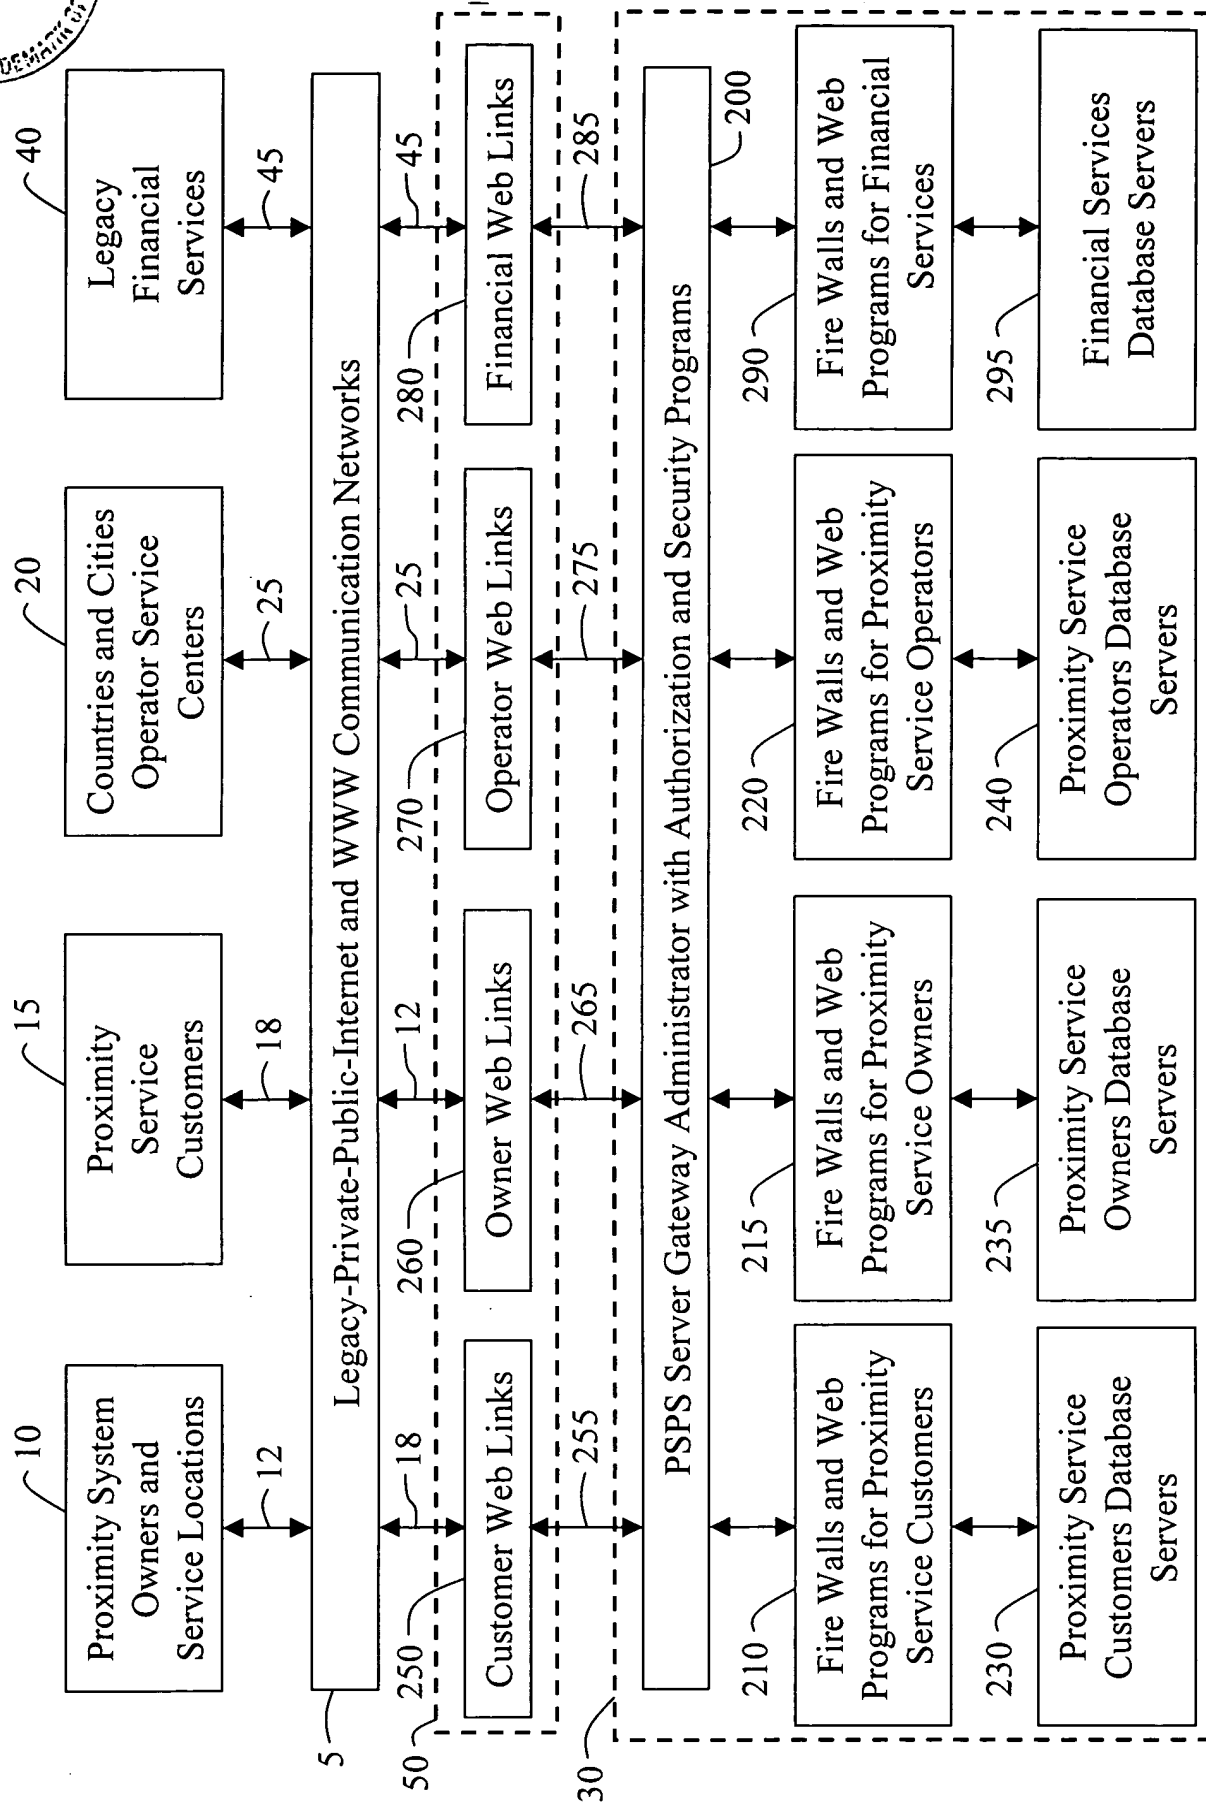 DEMARK OF
10
15
20
40
Proximity System
Owners and
Service Locations
Proximity
Service
Customers
Countries and Cities
Operator Service
Centers
Legacy
Financial
Services
12
18
25
45
5
Legacy-Private-Public-Internet and WWW Communication Networks
50
250
18
260
12
270
25
280
45
Customer Web Links
Owner Web Links
Operator Web Links
Financial Web Links
30
255
265
275
285
PSPS Server Gateway Administrator with Authorization and Security Programs
200
210
215
220
290
Fire Walls and Web
Programs for Proximity
Service Customers
Fire Walls and Web
Programs for Proximity
Service Owners
Fire Walls and Web
Programs for Proximity
Service Operators
Fire Walls and Web
Programs for Financial
Services
230
235
240
295
Proximity Service
Customers Database
Servers
Proximity Service
Owners Database
Servers
Proximity Service
Operators Database
Servers
Financial Services
Database Servers